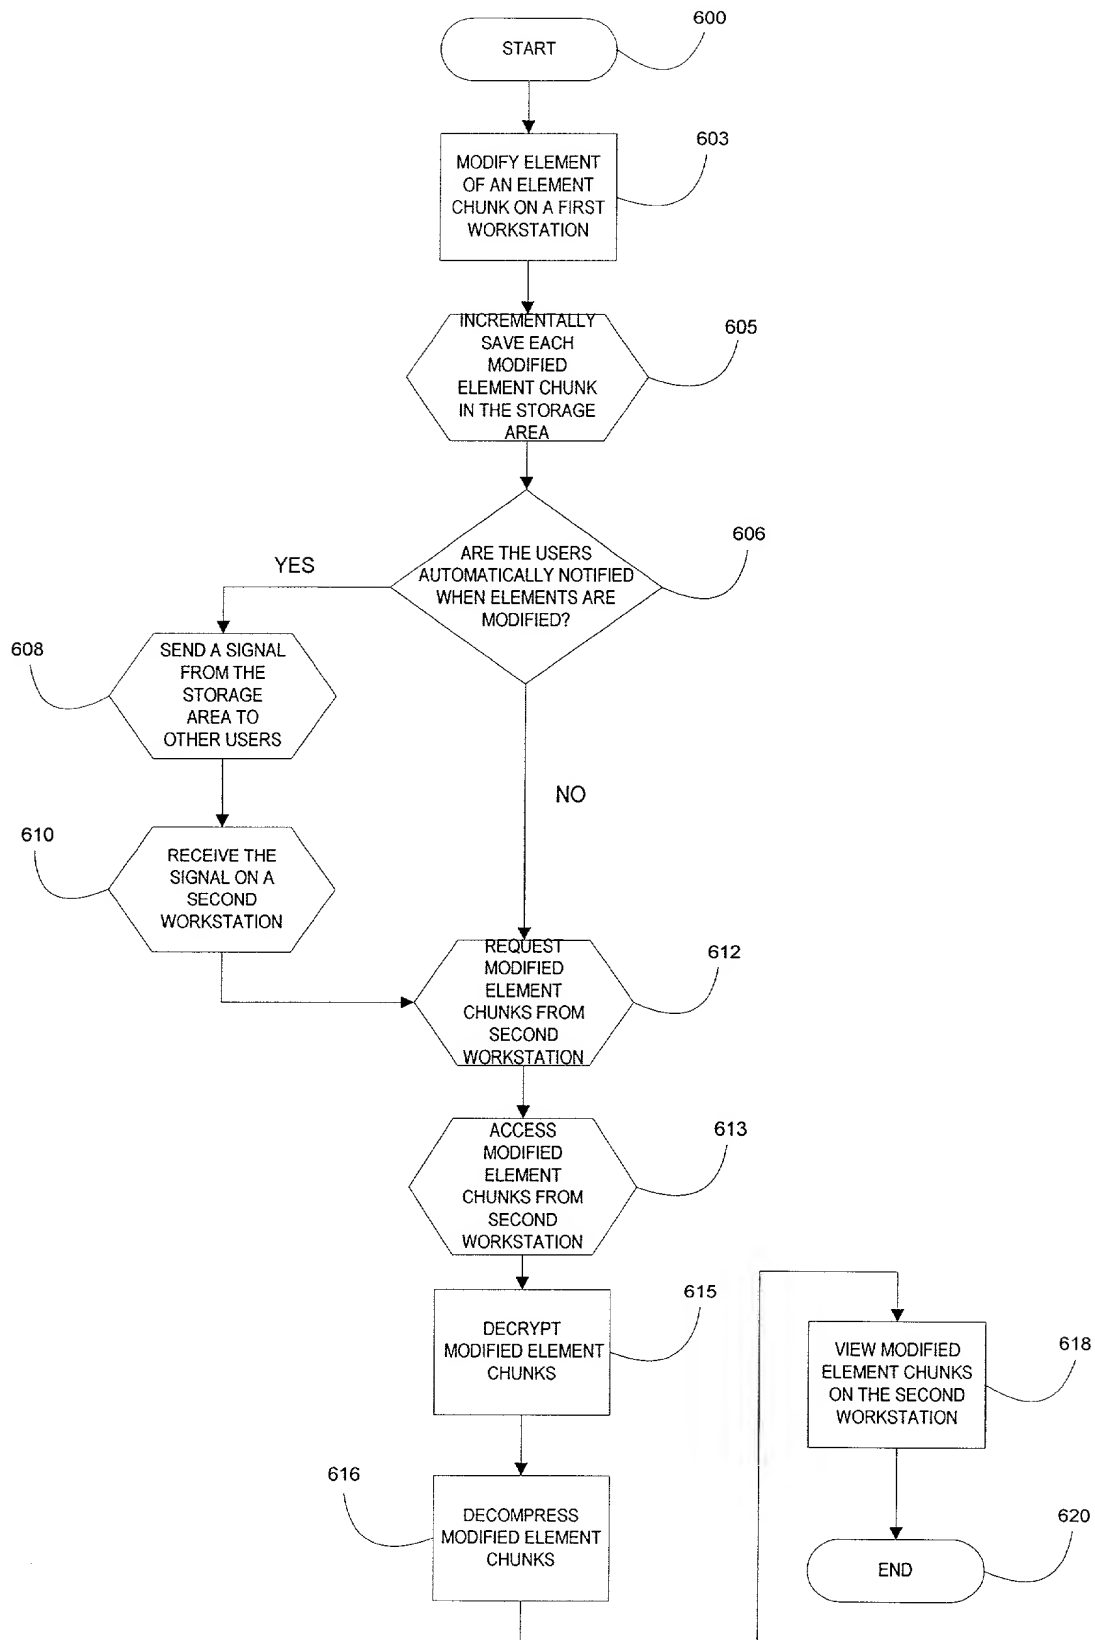 START
600
MODIFY ELEMENT
OF AN ELEMENT
CHUNK ON A FIRST
WORKSTATION
603
INCREMENTALLY
SAVE EACH
MODIFIED
ELEMENT CHUNK
IN THE STORAGE
AREA
605
ARE THE USERS
AUTOMATICALLY NOTIFIED
WHEN ELEMENTS ARE
MODIFIED?
606
YES
608
SEND A SIGNAL
FROM THE
STORAGE
AREA TO
OTHER USERS
NO
610
RECEIVE THE
SIGNAL ON A
SECOND
WORKSTATION
REQUEST
MODIFIED
ELEMENT
CHUNKS FROM
SECOND
WORKSTATION
612
ACCESS
MODIFIED
ELEMENT
CHUNKS FROM
SECOND
WORKSTATION
613
DECRYPT
MODIFIED ELEMENT
CHUNKS
615
616
DECOMPRESS
MODIFIED ELEMENT
CHUNKS
VIEW MODIFIED
ELEMENT CHUNKS
ON THE SECOND
WORKSTATION
618
END
620